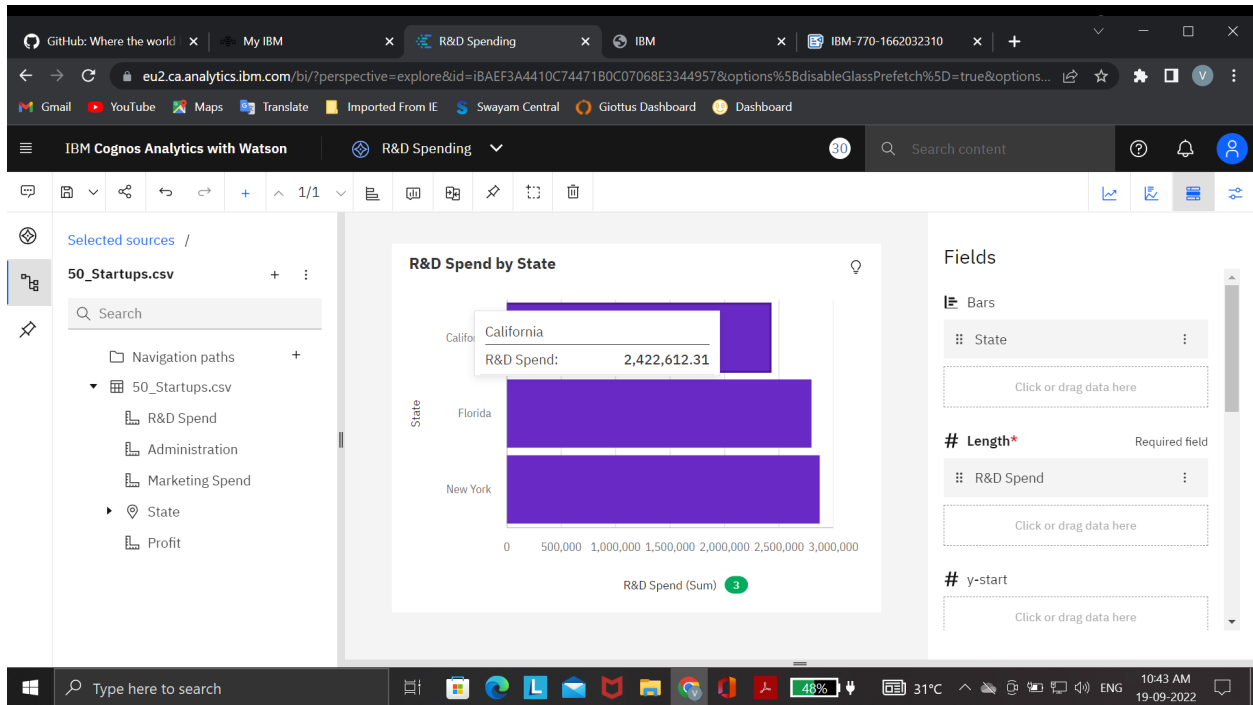 GitHub: Where the world
My IBM
R&D Spending
IBM
IBM-770-1662032310
eu2.ca.analytics.ibm.com/bi/?perspective=explore&id=iBAEF3A4410C74471B0C07068E3344957&options%5BdisableGlassPrefetch%5D=true&options...
V
Gmail
YouTube
Maps
Translate
Imported From IE
Swayam Central
Giottus Dashboard
Dashboard
IBM Cognos Analytics with Watson
R&D Spending
30
Search content
1/1
Selected sources /
50_Startups.csv
Search
Navigation paths
50_Startups.csv
R&D Spend
Administration
Marketing Spend
State
Profit
R&D Spend by State
California
R&D Spend: 2,422,612.31
Florida
New York
State
0 500,000 1,000,000 1,500,000 2,000,000 2,500,000 3,000,000
R&D Spend (Sum) 3
Fields
Bars
State
Click or drag data here
Length* Required field
R&D Spend
Click or drag data here
y-start
Click or drag data here
Type here to search
L
48%
31°C
ENG
10:43 AM
19-09-2022